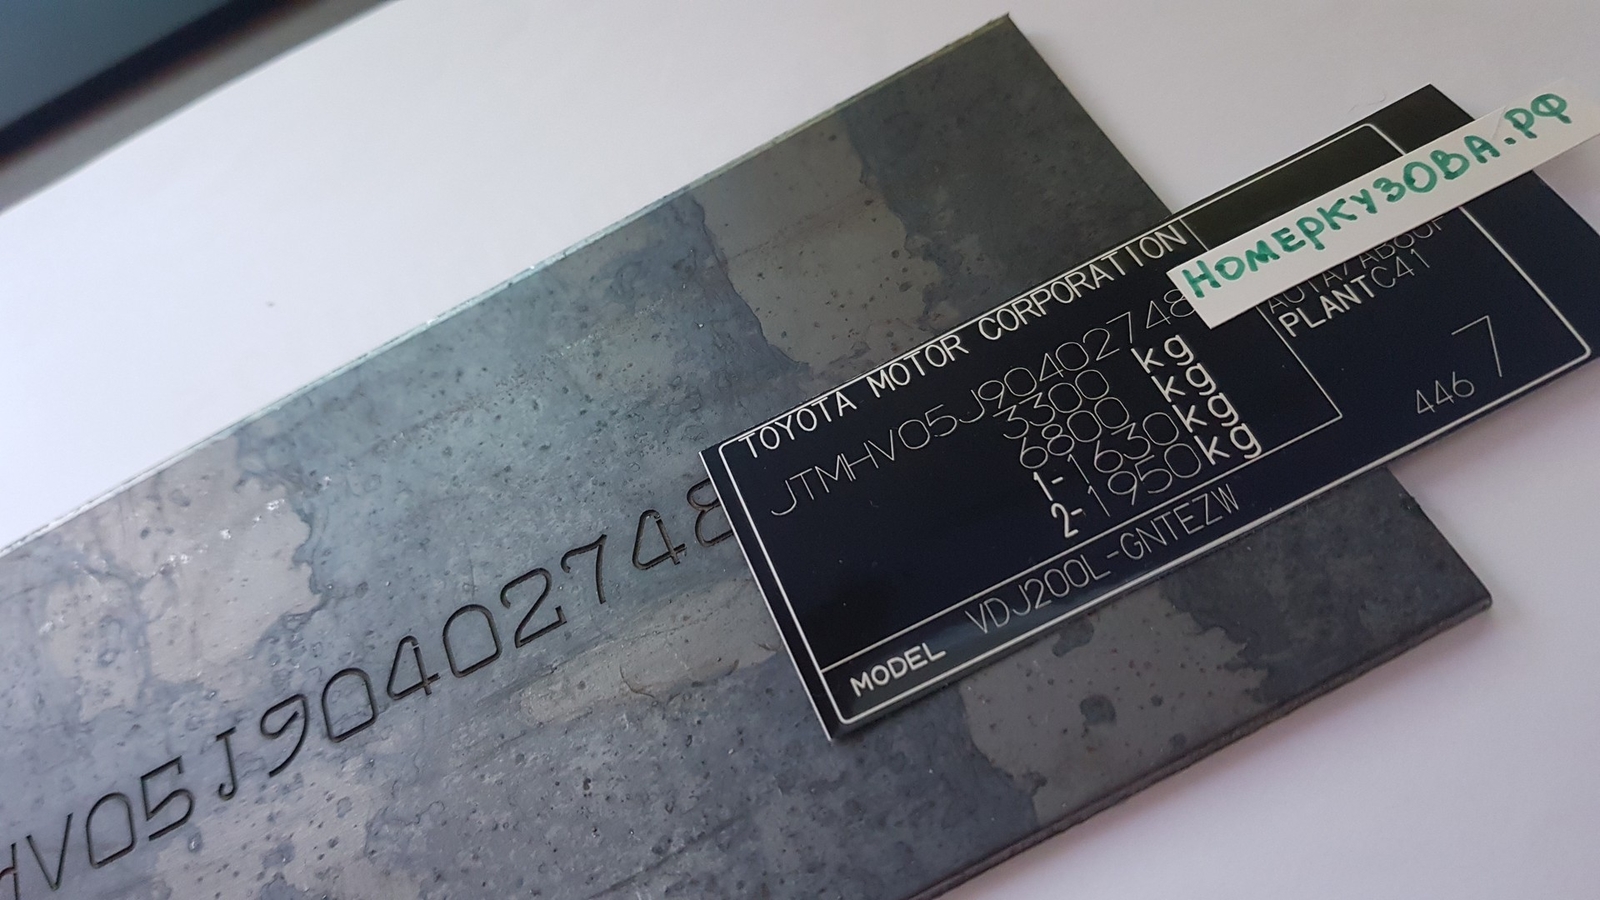 HV05J90402748
TOYOTA MOTOR CORPORATION
JTMHV05J90402748
3300 kg
6800 kg
1- 1630 kg
2- 1950 kg
MODEL VDJ200L-GNTEZW
НОМЕРКУЗОВА.РФ
PLANT C41
446 7